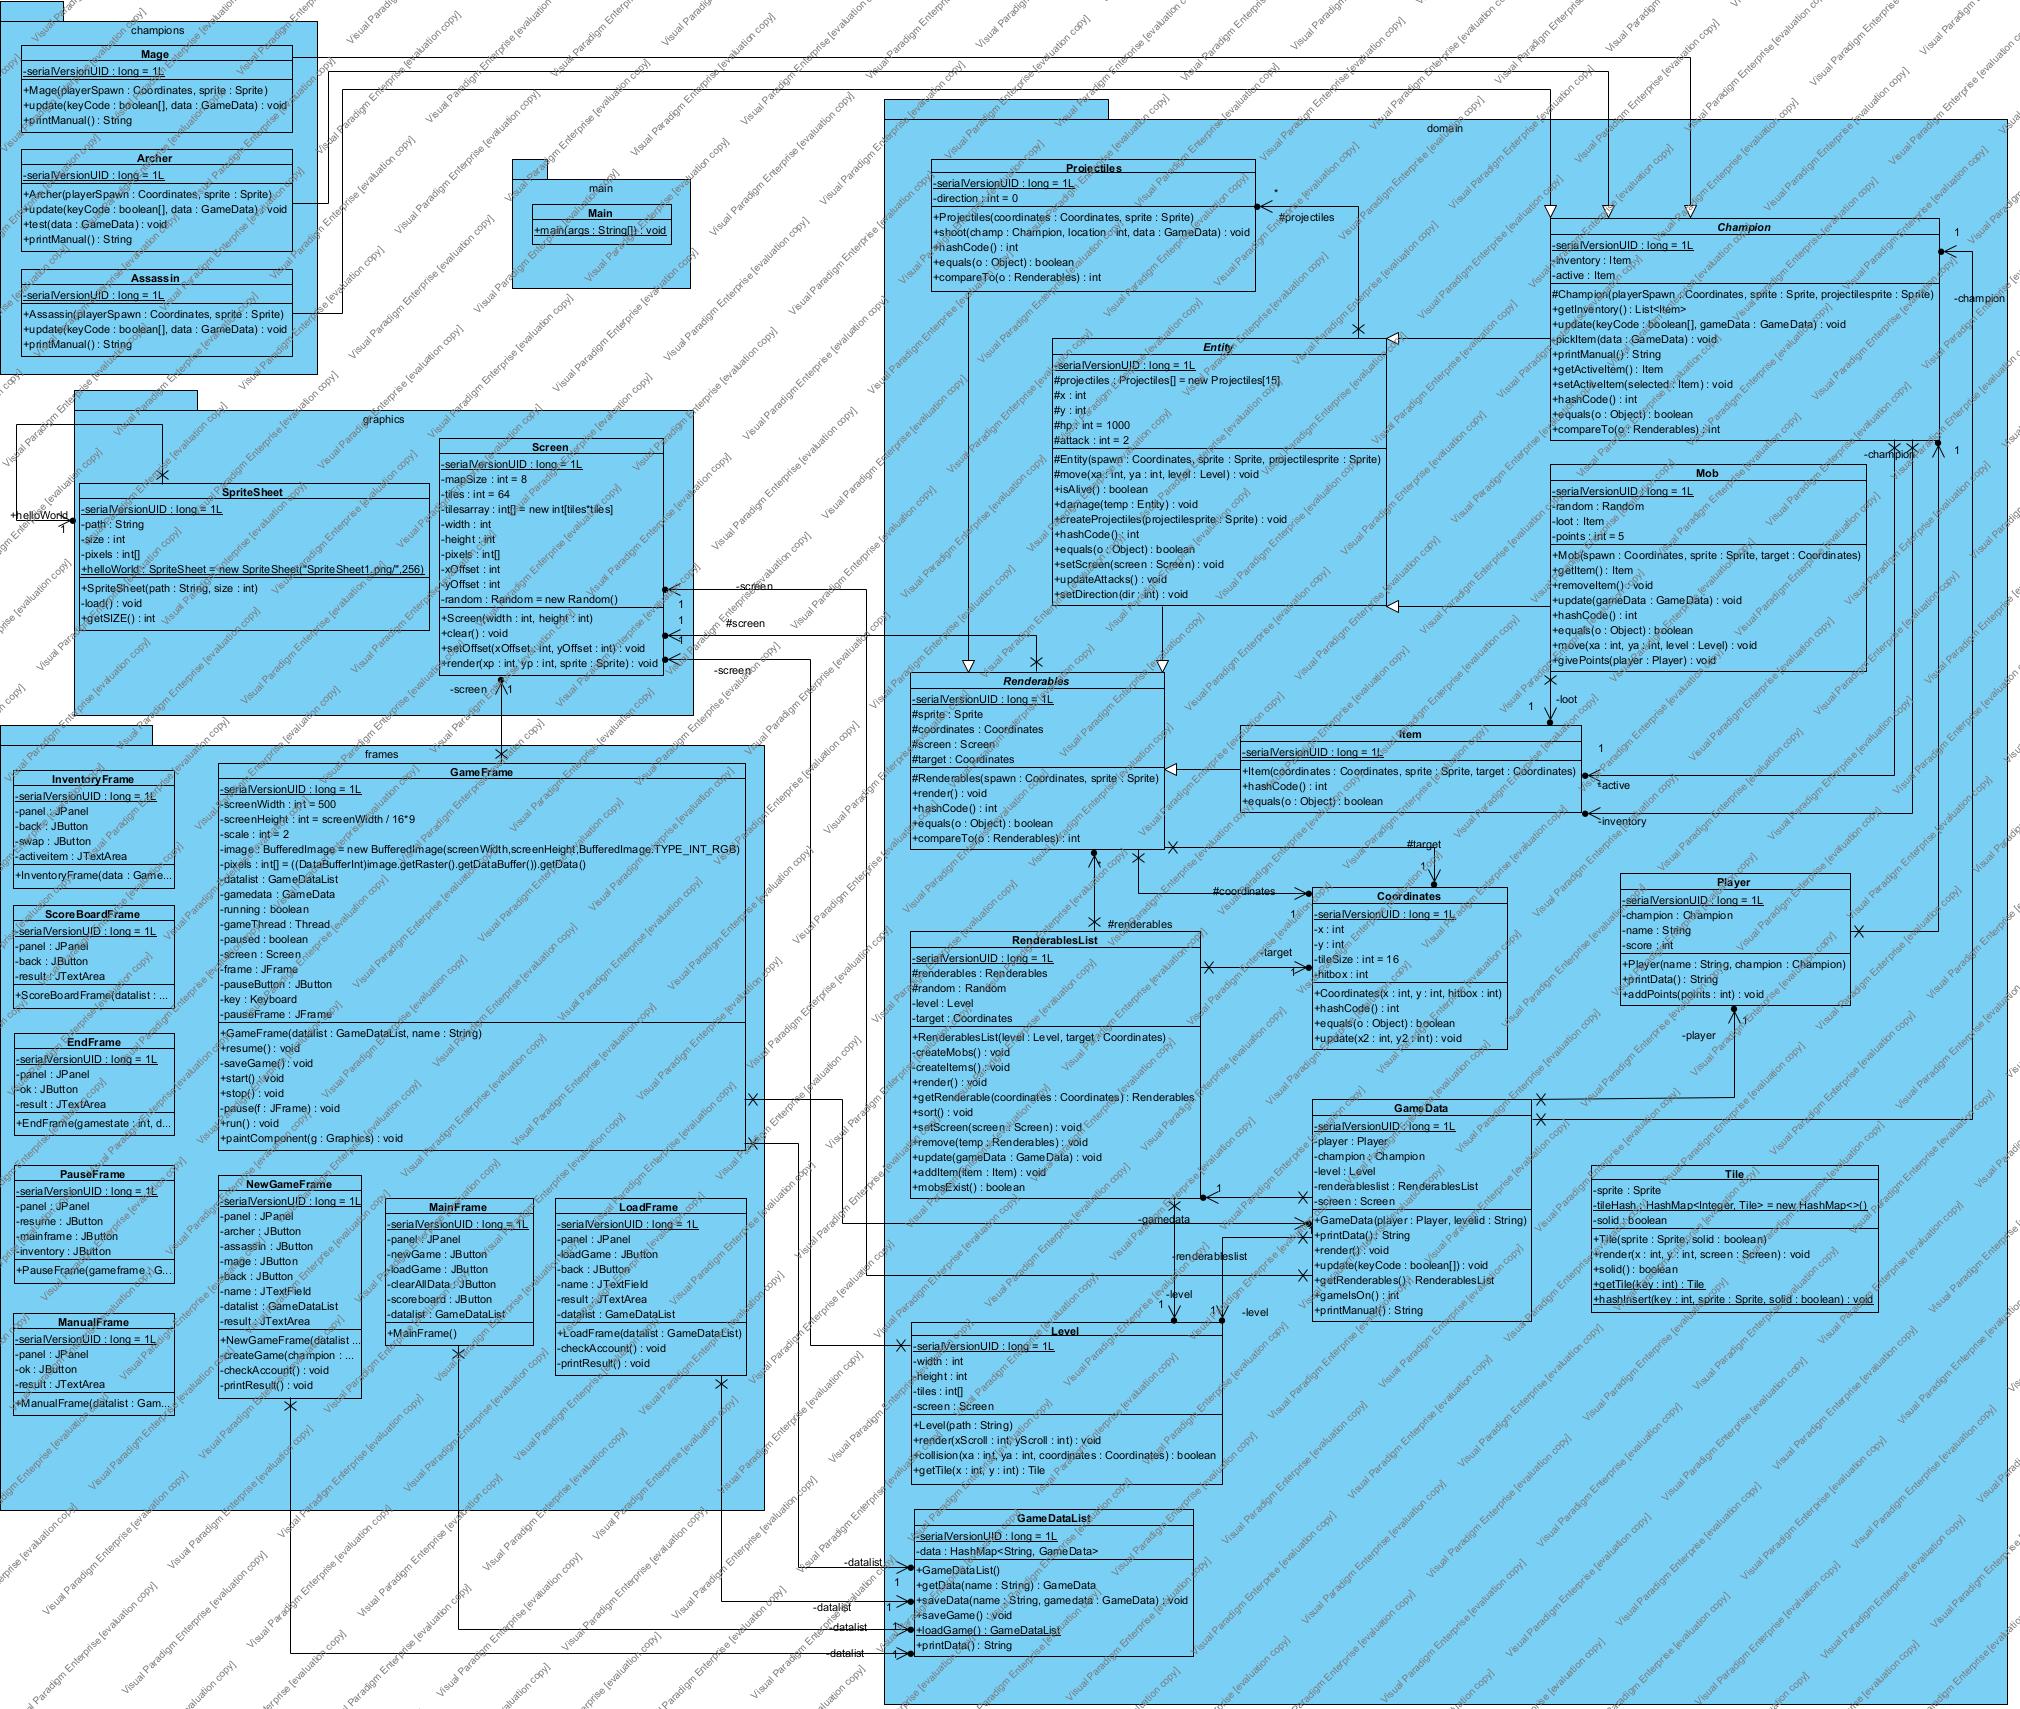 champions
Mage
-serialVersionUID : long = 1L
+Mage(playerSpawn : Coordinates, sprite : Sprite)
+update(keyCode : boolean[], data : GameData) : void
+printManual() : String
Archer
-serialVersionUID : long = 1L
+Archer(playerSpawn : Coordinates, sprite : Sprite)
+update(keyCode : boolean[], data : GameData) : void
+test(data : GameData) : void
+printManual() : String
Assassin
-serialVersionUID : long = 1L
+Assassin(playerSpawn : Coordinates, sprite : Sprite)
+update(keyCode : boolean[], data : GameData) : void
+printManual() : String
main
Main
+main(args : String[]) : void
graphics
SpriteSheet
-serialVersionUID : long = 1L
-path : String
-size : int
-pixels : int[]
+helloWorld : SpriteSheet = new SpriteSheet("SpriteSheet1.png/",256)
+SpriteSheet(path : String, size : int)
-load() : void
+getSIZE() : int
+helloWorld
1
Screen
-serialVersionUID : long = 1L
-mapSize : int = 8
-tiles : int = 64
-tilesarray : int[] = new int[tiles*tiles]
-width : int
-height : int
-pixels : int[]
-xOffset : int
-yOffset : int
-random : Random = new Random()
+Screen(width : int, height : int)
+clear() : void
+setOffset(xOffset : int, yOffset : int) : void
+render(xp : int, yp : int, sprite : Sprite) : void
-screen
1
#screen
1
-screen
1
-screen
1
frames
InventoryFrame
-serialVersionUID : long = 1L
-panel : JPanel
-back : JButton
-swap : JButton
-activeitem : JTextArea
+InventoryFrame(data : Game...
ScoreBoardFrame
-serialVersionUID : long = 1L
-panel : JPanel
-back : JButton
-result : JTextArea
+ScoreBoardFrame(datalist : ...
EndFrame
-serialVersionUID : long = 1L
-panel : JPanel
-ok : JButton
-result : JTextArea
+EndFrame(gamestate : int, d...
PauseFrame
-serialVersionUID : long = 1L
-panel : JPanel
-resume : JButton
-mainframe : JButton
-inventory : JButton
+PauseFrame(gameframe : G...
ManualFrame
-serialVersionUID : long = 1L
-panel : JPanel
-ok : JButton
-result : JTextArea
+ManualFrame(datalist : Gam...
GameFrame
-serialVersionUID : long = 1L
-screenWidth : int = 500
-screenHeight : int = screenWidth / 16*9
-scale : int = 2
-image : BufferedImage = new BufferedImage(screenWidth,screenHeight,BufferedImage.TYPE_INT_RGB)
-pixels : int[] = ((DataBufferInt)image.getRaster().getDataBuffer()).getData()
-datalist : GameDataList
-gamedata : GameData
-running : boolean
-gameThread : Thread
-paused : boolean
-screen : Screen
-frame : JFrame
-pauseButton : JButton
-key : Keyboard
-pauseFrame : JFrame
+GameFrame(datalist : GameDataList, name : String)
+resume() : void
-saveGame() : void
+start() : void
+stop() : void
-pause(f : JFrame) : void
+run() : void
+paintComponent(g : Graphics) : void
NewGameFrame
-serialVersionUID : long = 1L
-panel : JPanel
-archer : JButton
-assassin : JButton
-mage : JButton
-back : JButton
-name : JTextField
-datalist : GameDataList
-result : JTextArea
+NewGameFrame(datalist ...
-createGame(champion : ...
-checkAccount() : void
-printResult() : void
MainFrame
-serialVersionUID : long = 1L
-panel : JPanel
-newGame : JButton
-loadGame : JButton
-clearAllData : JButton
-scoreboard : JButton
-datalist : GameDataList
+MainFrame()
LoadFrame
-serialVersionUID : long = 1L
-panel : JPanel
-loadGame : JButton
-back : JButton
-name : JTextField
-result : JTextArea
-datalist : GameDataList
+LoadFrame(datalist : GameDataList)
-checkAccount() : void
-printResult() : void
domain
Projectiles
-serialVersionUID : long = 1L
-direction : int = 0
+Projectiles(coordinates : Coordinates, sprite : Sprite)
+shoot(champ : Champion, location : int, data : GameData) : void
+hashCode() : int
+equals(o : Object) : boolean
+compareTo(o : Renderables) : int
*
#projectiles
Champion
-serialVersionUID : long = 1L
-inventory : Item
-active : Item
#Champion(playerSpawn : Coordinates, sprite : Sprite, projectilesprite : Sprite)
+getInventory() : List<Item>
+update(keyCode : boolean[], gameData : GameData) : void
-pickItem(data : GameData) : void
+printManual() : String
+getActiveItem() : Item
+setActiveItem(selected : Item) : void
+hashCode() : int
+equals(o : Object) : boolean
+compareTo(o : Renderables) : int
1
-champion
-champion
1
Entity
-serialVersionUID : long = 1L
#projectiles : Projectiles[] = new Projectiles[15]
#x : int
#y : int
#hp : int = 1000
#attack : int = 2
#Entity(spawn : Coordinates, sprite : Sprite, projectilesprite : Sprite)
#move(xa : int, ya : int, level : Level) : void
+isAlive() : boolean
+damage(temp : Entity) : void
+createProjectiles(projectilesprite : Sprite) : void
+hashCode() : int
+equals(o : Object) : boolean
+setScreen(screen : Screen) : void
+updateAttacks() : void
+setDirection(dir : int) : void
Mob
-serialVersionUID : long = 1L
-random : Random
-loot : Item
-points : int = 5
+Mob(spawn : Coordinates, sprite : Sprite, target : Coordinates)
+getItem() : Item
+removeItem() : void
+update(gameData : GameData) : void
+hashCode() : int
+equals(o : Object) : boolean
+move(xa : int, ya : int, level : Level) : void
+givePoints(player : Player) : void
-loot
1
Renderables
-serialVersionUID : long = 1L
#sprite : Sprite
#coordinates : Coordinates
#screen : Screen
#target : Coordinates
#Renderables(spawn : Coordinates, sprite : Sprite)
+render() : void
+hashCode() : int
+equals(o : Object) : boolean
+compareTo(o : Renderables) : int
Item
-serialVersionUID : long = 1L
+Item(coordinates : Coordinates, sprite : Sprite, target : Coordinates)
+hashCode() : int
+equals(o : Object) : boolean
1
-active
-inventory
*
#target
1
#coordinates
1
#renderables
-target
1
Coordinates
-serialVersionUID : long = 1L
-x : int
-y : int
-tileSize : int = 16
-hitbox : int
+Coordinates(x : int, y : int, hitbox : int)
+hashCode() : int
+equals(o : Object) : boolean
+update(x2 : int, y2 : int) : void
Player
-serialVersionUID : long = 1L
-champion : Champion
-name : String
-score : int
+Player(name : String, champion : Champion)
+printData() : String
+addPoints(points : int) : void
1
-player
RenderablesList
-serialVersionUID : long = 1L
#renderables : Renderables
#random : Random
-level : Level
-target : Coordinates
+RenderablesList(level : Level, target : Coordinates)
-createMobs() : void
-createItems() : void
+render() : void
+getRenderable(coordinates : Coordinates) : Renderables
+sort() : void
+setScreen(screen : Screen) : void
+remove(temp : Renderables) : void
+update(gameData : GameData) : void
+addItem(item : Item) : void
+mobsExist() : boolean
1
-gamedata
-renderableslist
GameData
-serialVersionUID : long = 1L
-player : Player
-champion : Champion
-level : Level
-renderableslist : RenderablesList
-screen : Screen
+GameData(player : Player, levelid : String)
+printData() : String
+render() : void
+update(keyCode : boolean[]) : void
+getRenderables() : RenderablesList
+gameIsOn() : int
+printManual() : String
Tile
-sprite : Sprite
-tileHash : HashMap<Integer, Tile> = new HashMap<>()
-solid : boolean
+Tile(sprite : Sprite, solid : boolean)
+render(x : int, y : int, screen : Screen) : void
+solid() : boolean
+getTile(key : int) : Tile
+hashInsert(key : int, sprite : Sprite, solid : boolean) : void
-level
1
1
-level
Level
-serialVersionUID : long = 1L
-width : int
-height : int
-tiles : int[]
-screen : Screen
+Level(path : String)
+render(xScroll : int, yScroll : int) : void
+collision(xa : int, ya : int, coordinates : Coordinates) : boolean
+getTile(x : int, y : int) : Tile
GameDataList
-serialVersionUID : long = 1L
-data : HashMap<String, GameData>
+GameDataList()
+getData(name : String) : GameData
+saveData(name : String, gamedata : GameData) : void
+saveGame() : void
+loadGame() : GameDataList
+printData() : String
-datalist
1
-datalist
1
-datalist
1
-datalist
1
Visual Paradigm Enterprise [evaluation copy]